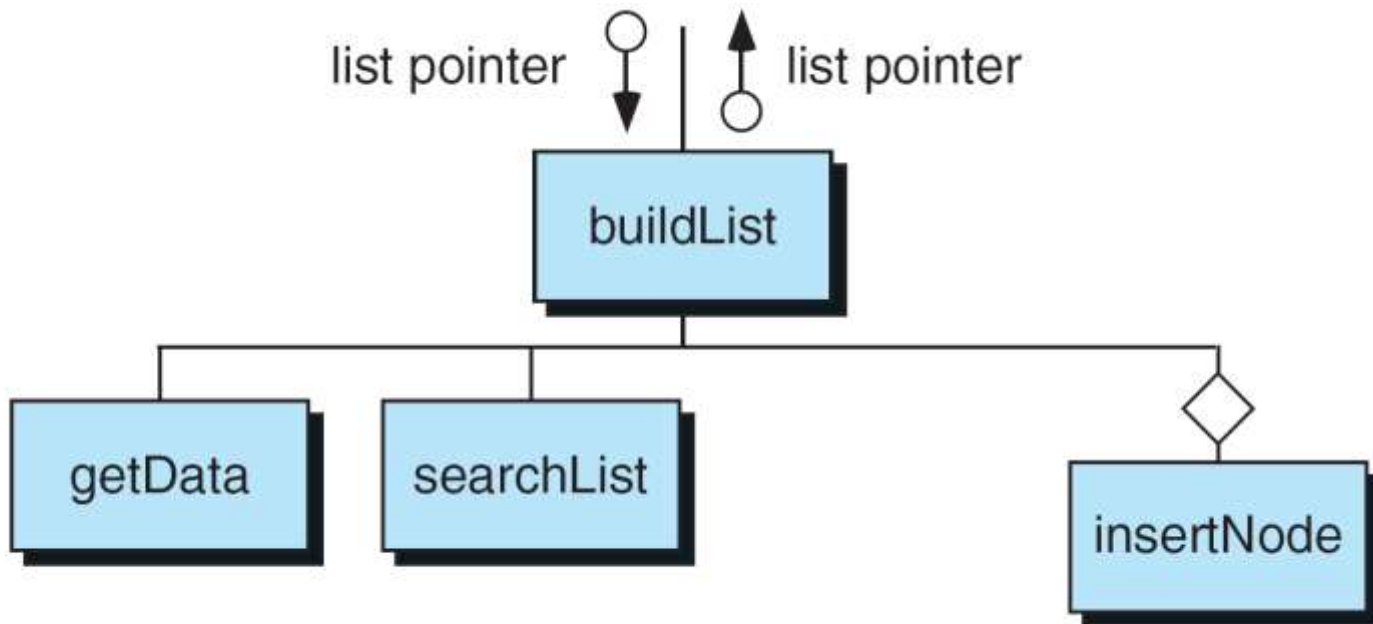 list pointer
list pointer
buildList
getData
searchList
insertNode